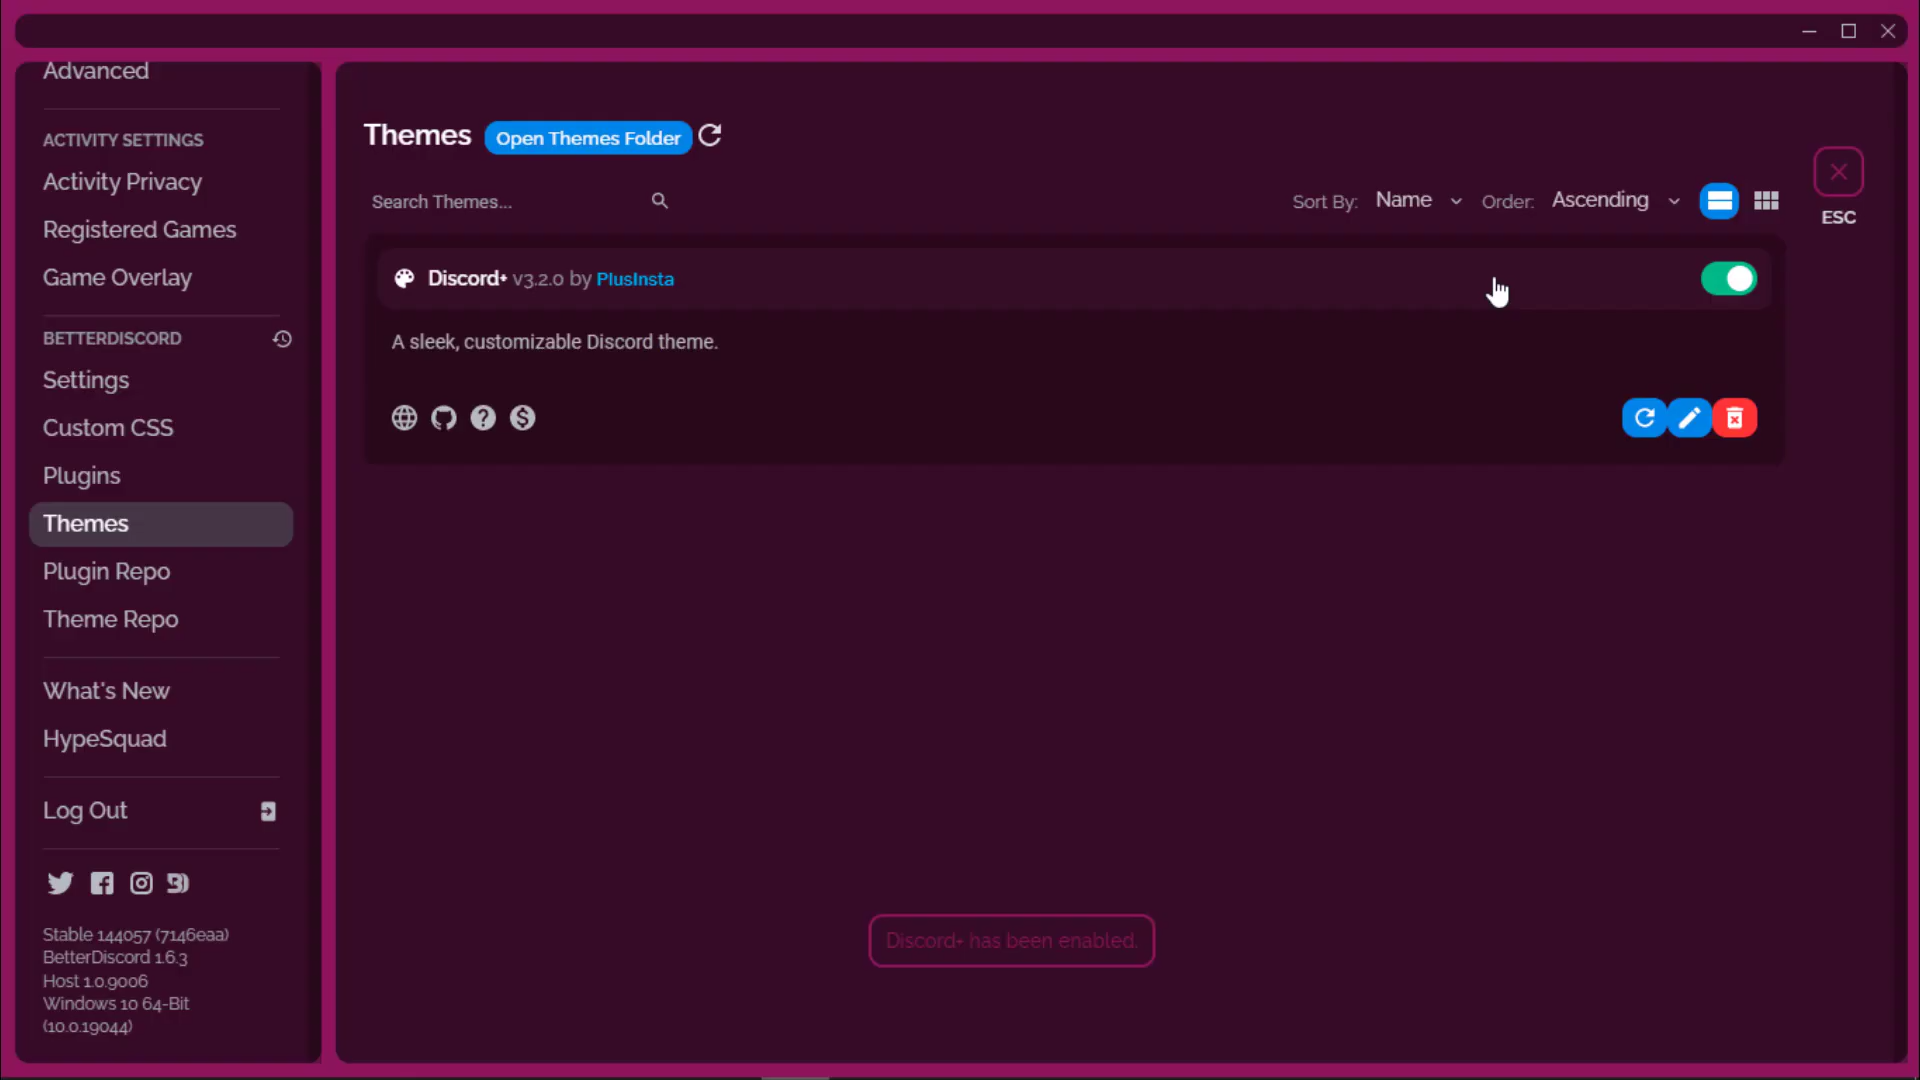 Advanced
ACTIVITY SETTINGS
Activity Privacy
Registered Games
Game Overlay
BETTERDISCORD
Settings
Custom CSS
Plugins
Themes
Plugin Repo
Theme Repo
What's New
HypeSquad
Log Out
Stable 144057 (7146eaa)
BetterDiscord 1.6.3
Host 1.0.9006
Windows 10 64-Bit
(10.0.19044)
Themes Open Themes Folder
Search Themes... Sort By: Name Order: Ascending
ESC
Discord+ v3.2.0 by PlusInsta
A sleek, customizable Discord theme.
Discord+ has been enabled.